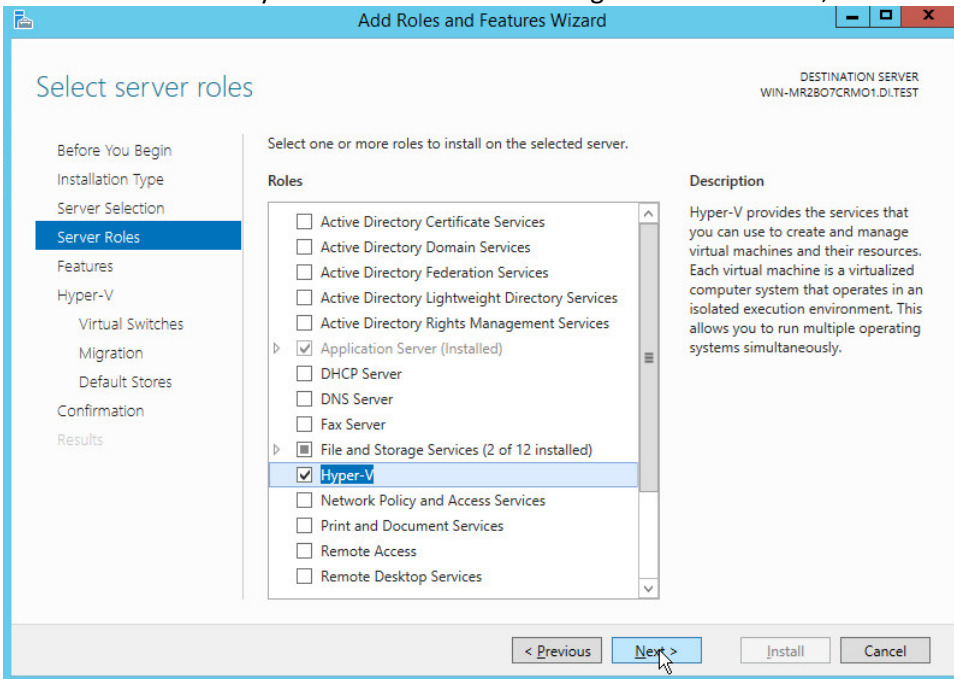 Add Roles and Features Wizard
Select server roles
DESTINATION SERVER
WIN-MR2BO7CRMO1.DI.TEST
Before You Begin
Installation Type
Server Selection
Server Roles
Features
Hyper-V
Virtual Switches
Migration
Default Stores
Confirmation
Results
Select one or more roles to install on the selected server.
Roles
Active Directory Certificate Services
Active Directory Domain Services
Active Directory Federation Services
Active Directory Lightweight Directory Services
Active Directory Rights Management Services
Application Server (Installed)
DHCP Server
DNS Server
Fax Server
File and Storage Services (2 of 12 installed)
Hyper-V
Network Policy and Access Services
Print and Document Services
Remote Access
Remote Desktop Services
Description
Hyper-V provides the services that
you can use to create and manage
virtual machines and their resources.
Each virtual machine is a virtualized
computer system that operates in an
isolated execution environment. This
allows you to run multiple operating
systems simultaneously.
< Previous
Next >
Install
Cancel